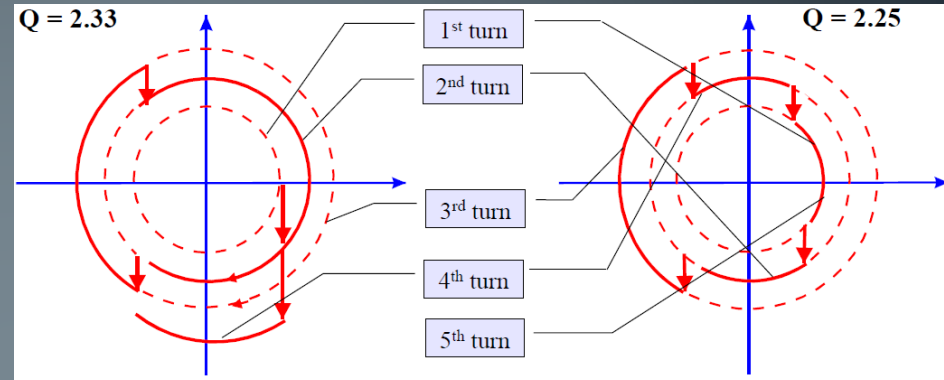 Q = 2.33
Q = 2.25
1st turn
2nd turn
3rd turn
4th turn
5th turn